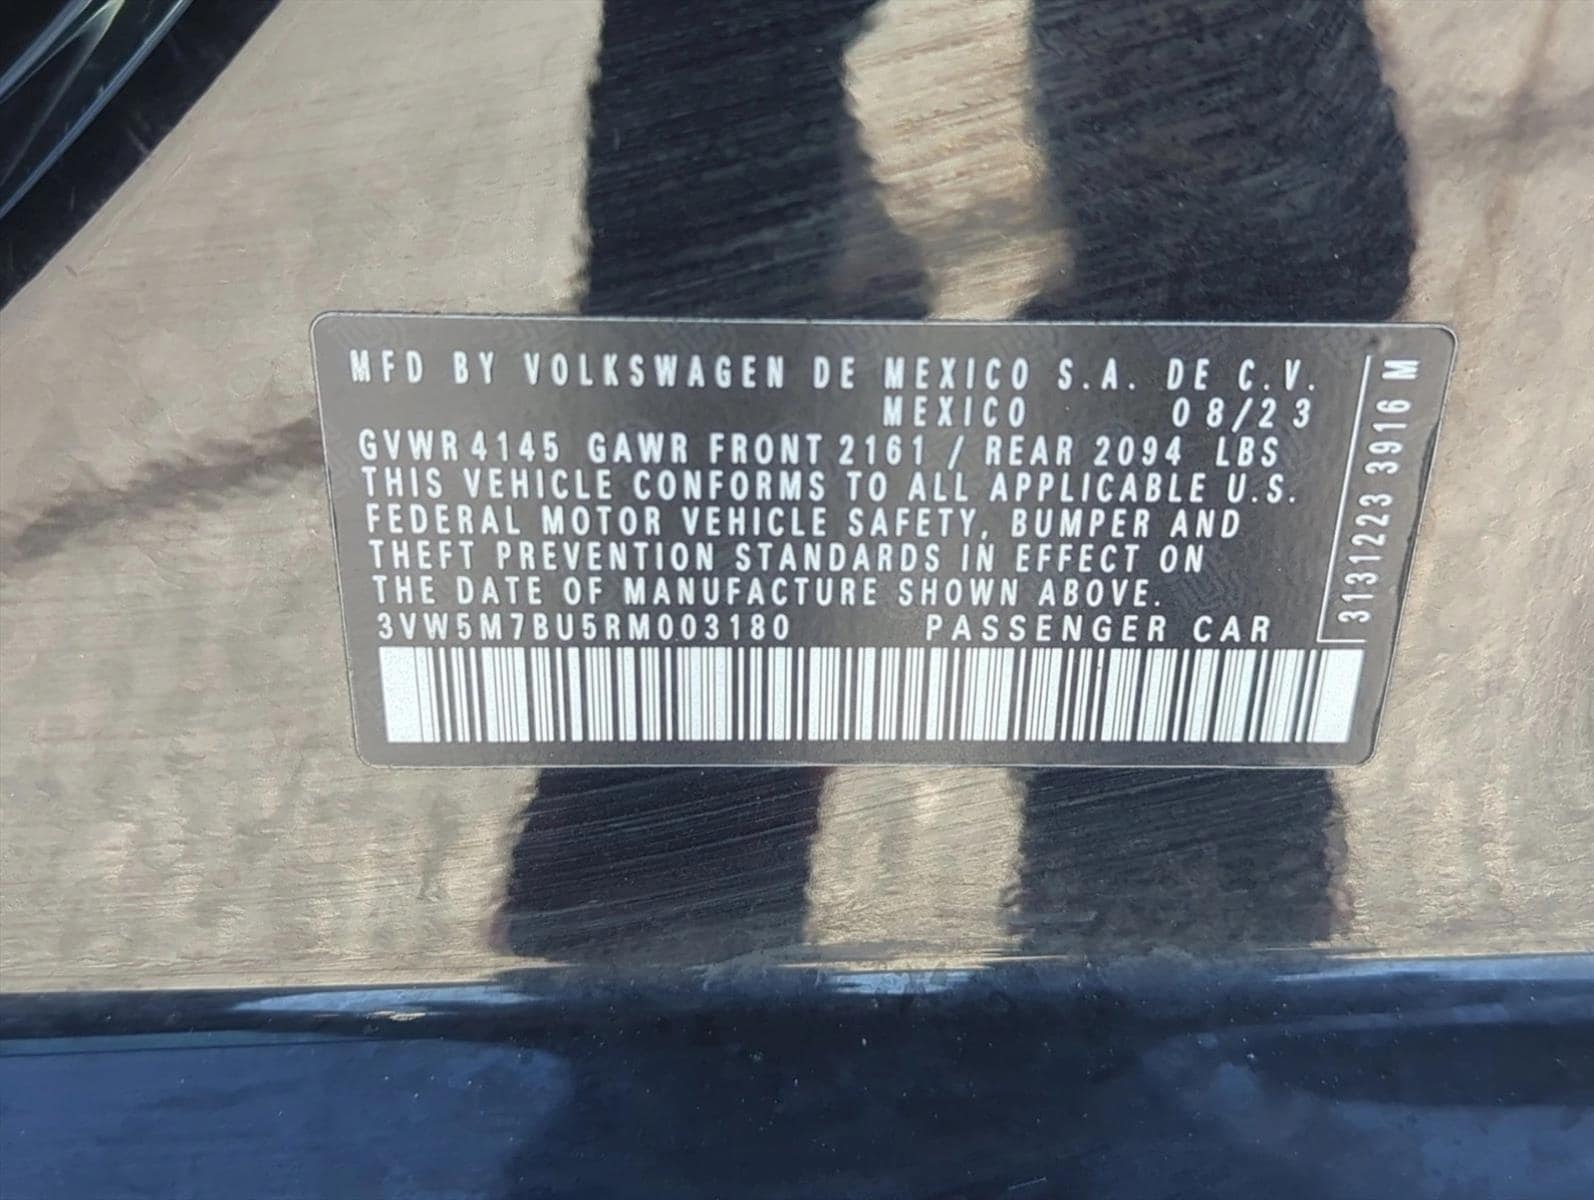 MFD BY VOLKSWAGEN DE MEXICO S.A. DE C.V.
MEXICO 08/23
GVWR 4145 GAWR FRONT 2161 / REAR 2094 LBS
THIS VEHICLE CONFORMS TO ALL APPLICABLE U.S.
FEDERAL MOTOR VEHICLE SAFETY, BUMPER AND
THEFT PREVENTION STANDARDS IN EFFECT ON
THE DATE OF MANUFACTURE SHOWN ABOVE.
3VW5M7BU5RM003180 PASSENGER CAR
3131223 3916 M